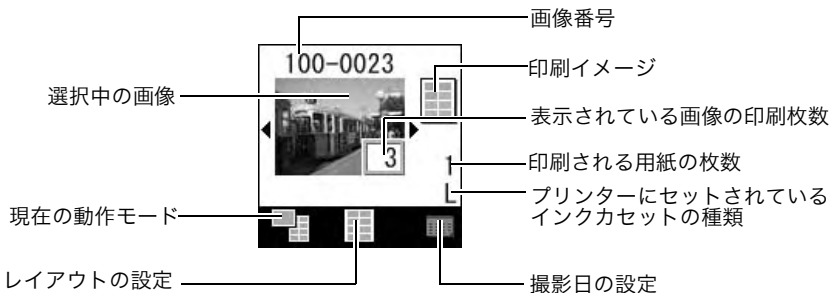 画像番号
100-0023
印刷イメージ
選択中の画像
表示されている画像の印刷枚数
3
1
印刷される用紙の枚数
L
プリンターにセットされている
インクカセットの種類
現在の動作モード
レイアウトの設定
撮影日の設定